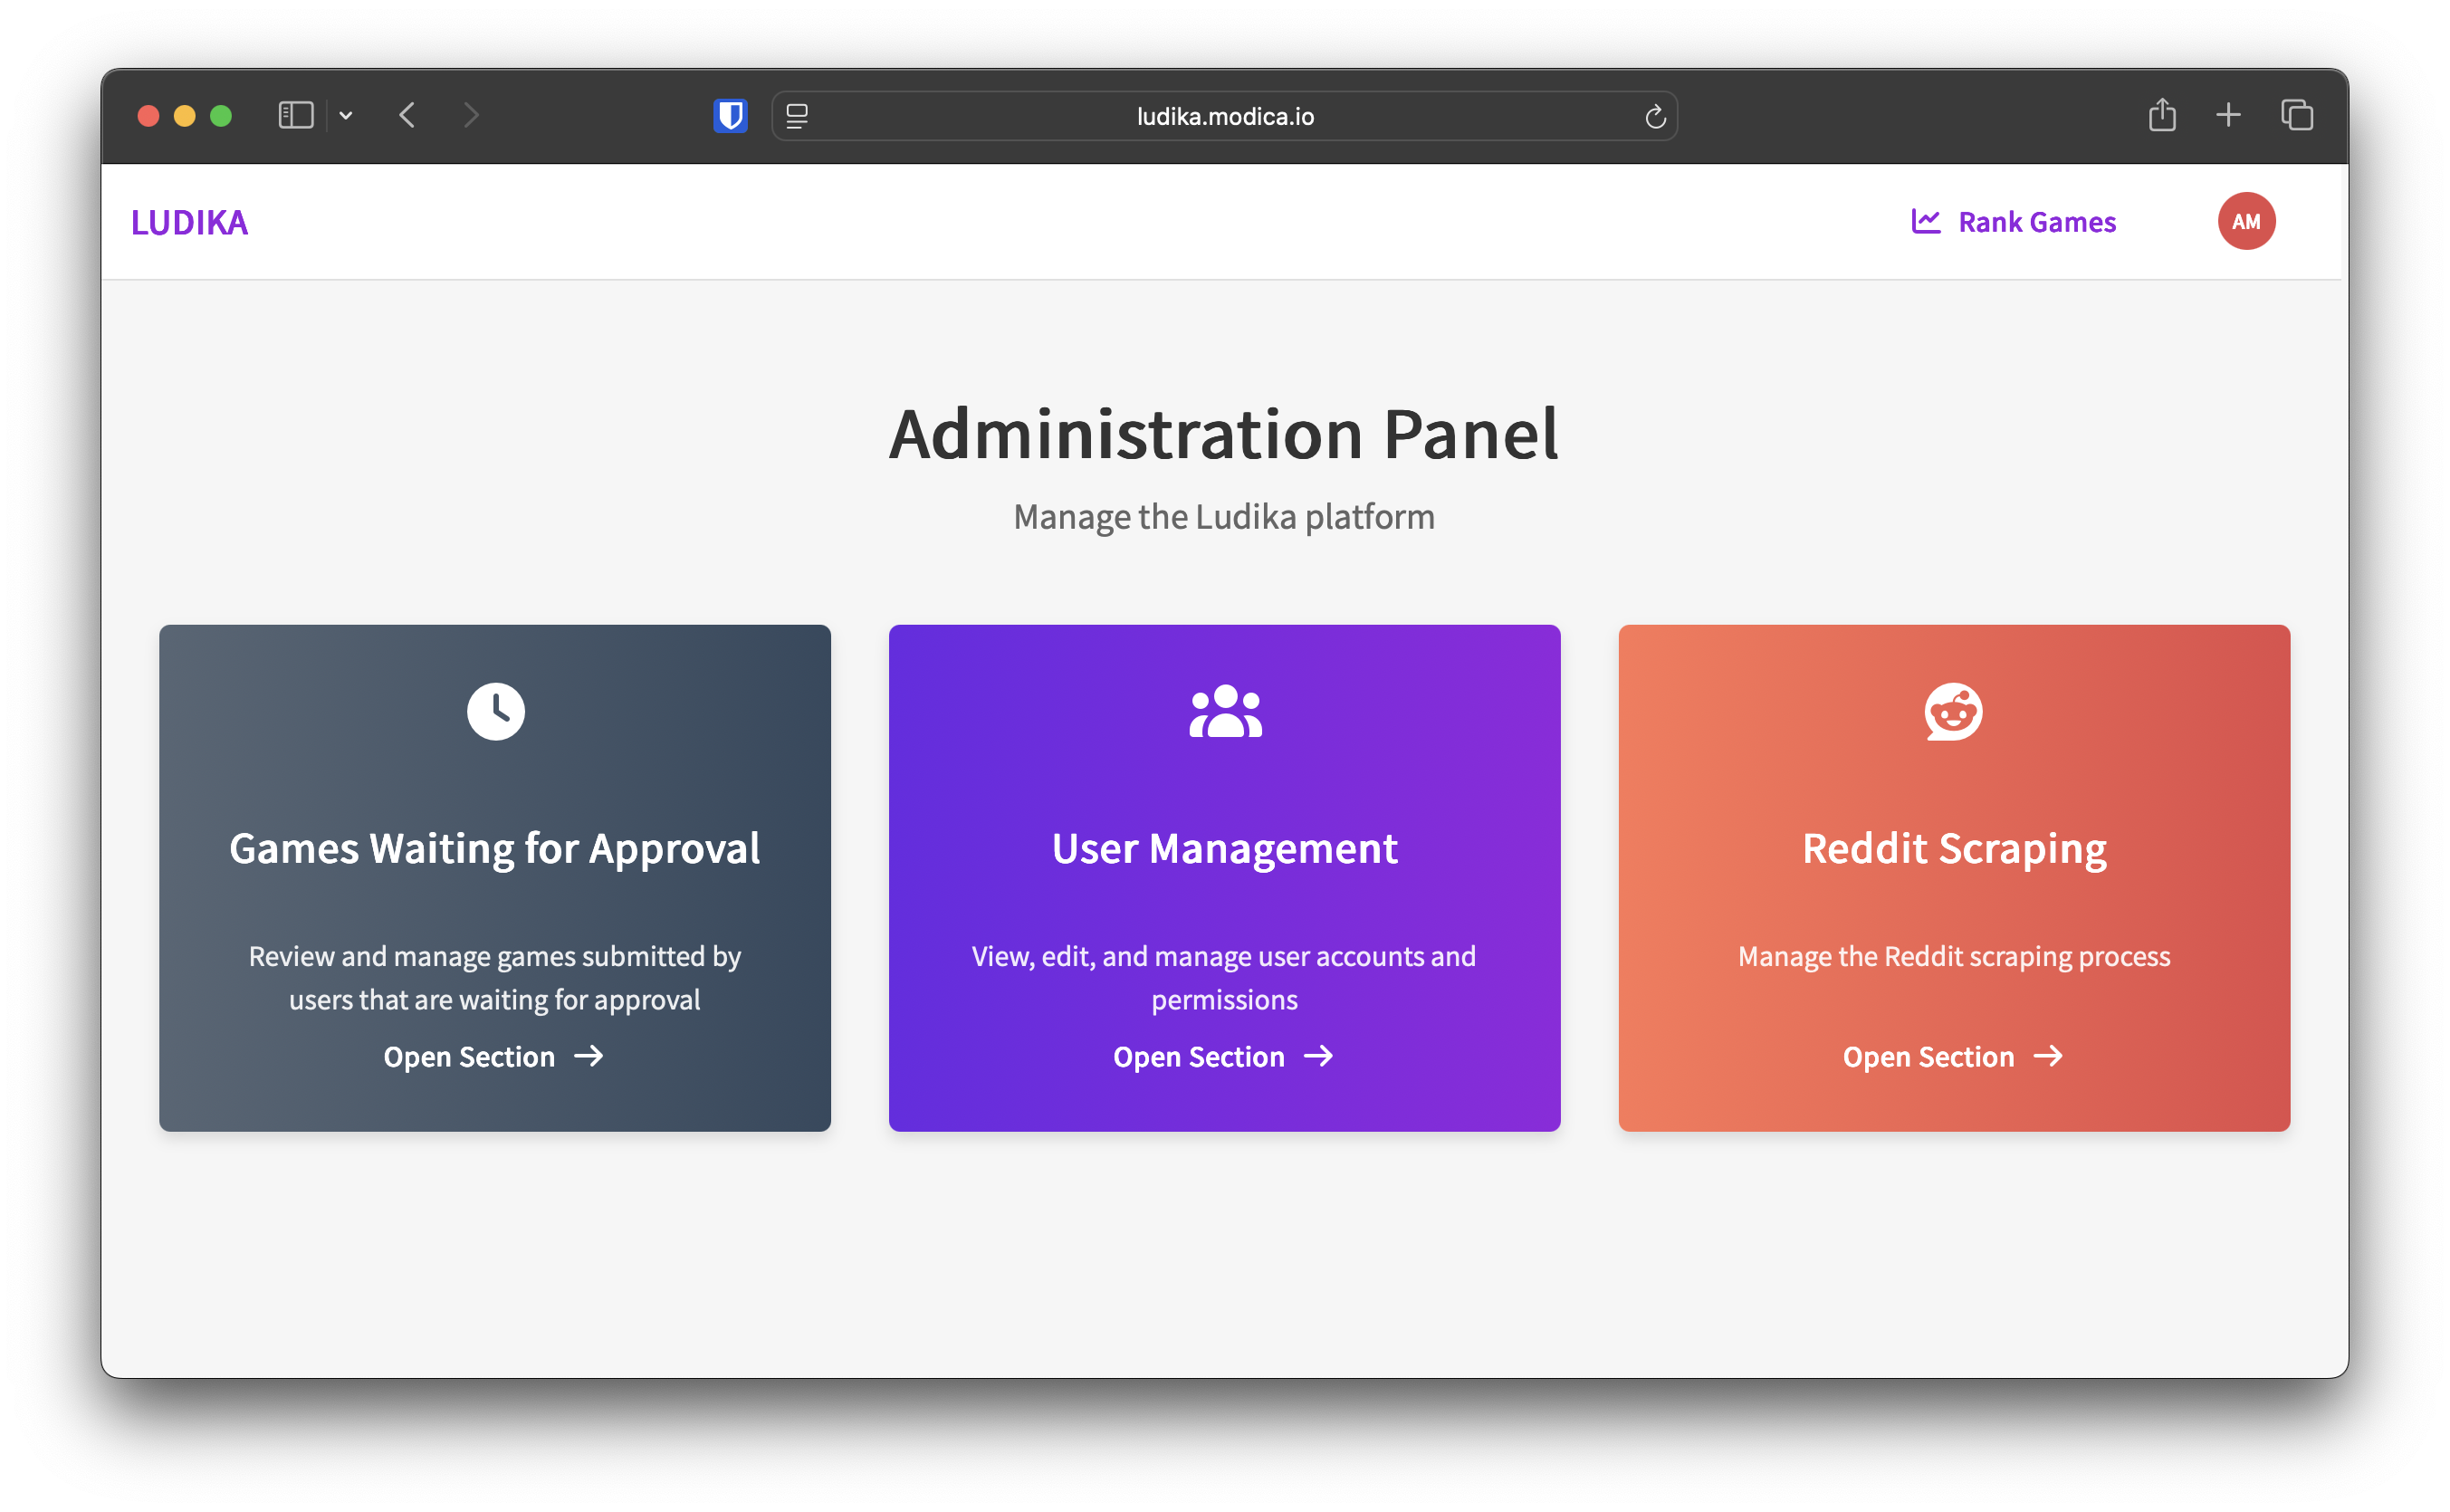 ludika.modica.io
LUDIKA
Rank Games
AM
Administration Panel
Manage the Ludika platform
Games Waiting for Approval
Review and manage games submitted by
users that are waiting for approval
Open Section
User Management
View, edit, and manage user accounts and
permissions
Open Section
Reddit Scraping
Manage the Reddit scraping process
Open Section